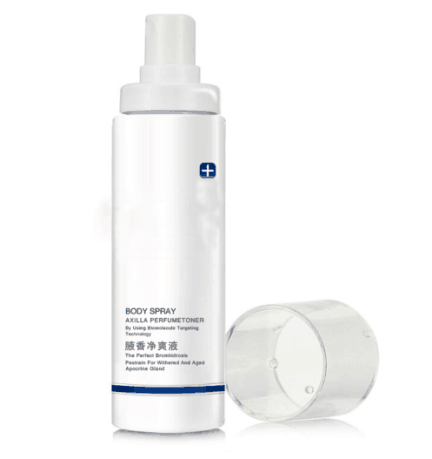 BODY SPRAY
AXILLA PERFUMETONER
By Using Biomolecule Targeting
Technology
腋香净爽液
The Perfect Bromhidrosis
Pestrain For Withered And Aged
Apocrine Gland